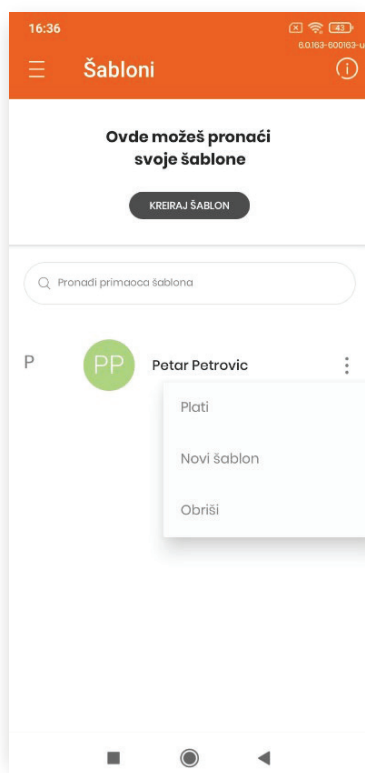 16:36
43
6.0.163-600163-u
Šabloni
Ovde možeš pronaći
svoje šablone
KREIRAJ ŠABLON
Pronađi primaoca šablona
P
PP
Petar Petrovic
Plati
Novi šablon
Obriši